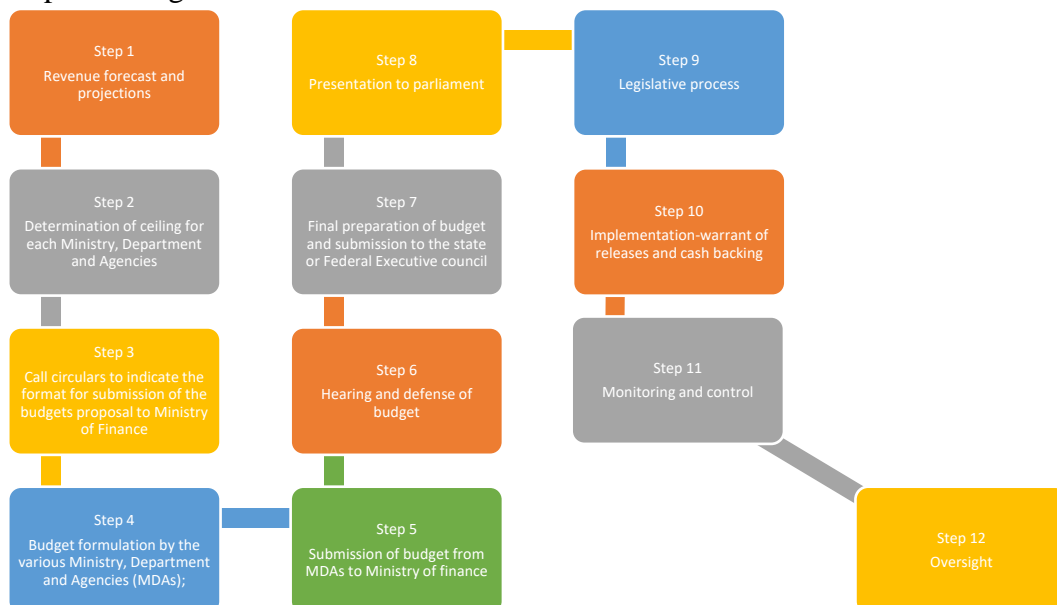 Step 1
Revenue forecast and
projections
Step 2
Determination of ceiling for
each Ministry, Department
and Agencies
Step 3
Call circulars to indicate the
format for submission of the
budgets proposal to Ministry
of Finance
Step 4
Budget formulation by the
various Ministry, Department
and Agencies (MDAs);
Step 5
Submission of budget from
MDAs to Ministry of finance
Step 6
Hearing and defense of
budget
Step 7
Final preparation of budget
and submission to the state
or Federal Executive council
Step 8
Presentation to parliament
Step 9
Legislative process
Step 10
Implementation-warrant of
releases and cash backing
Step 11
Monitoring and control
Step 12
Oversight